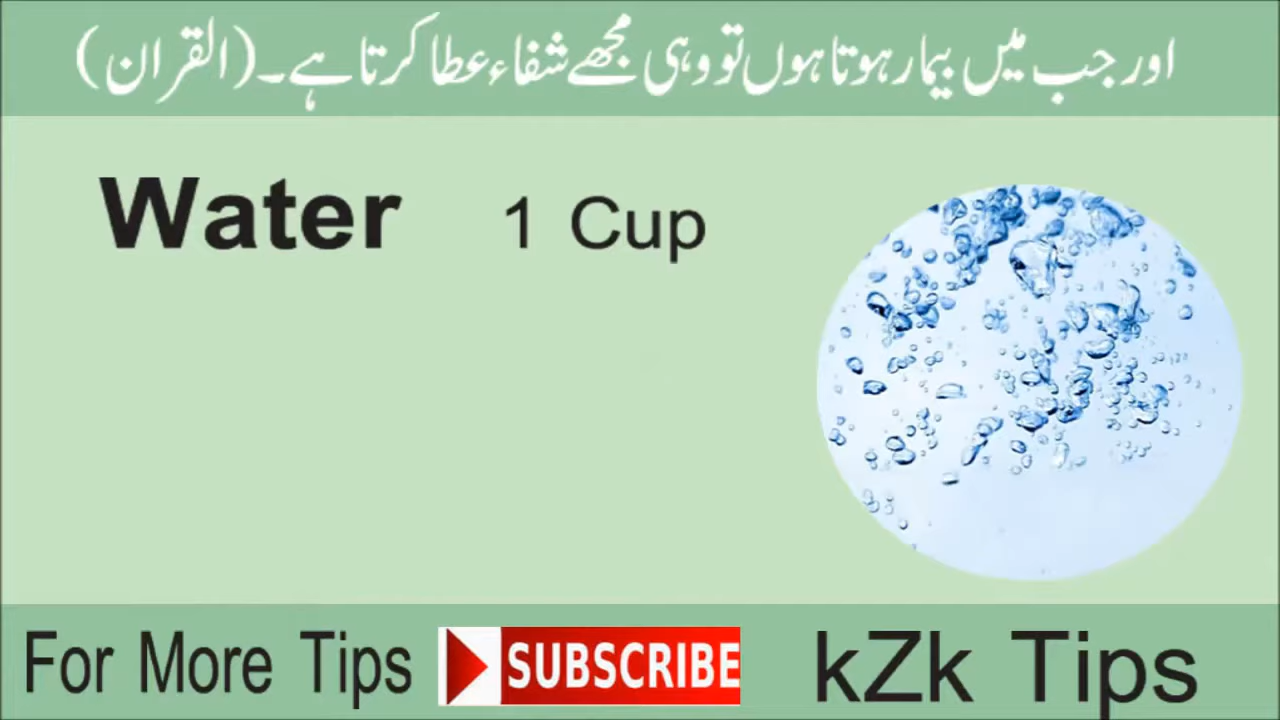 اور جب میں بیمار ہوتا ہوں تو وہی مجھے شفاء عطا کرتا ہے۔ (القران)
Water 1 Cup
For More Tips SUBSCRIBE kZk Tips